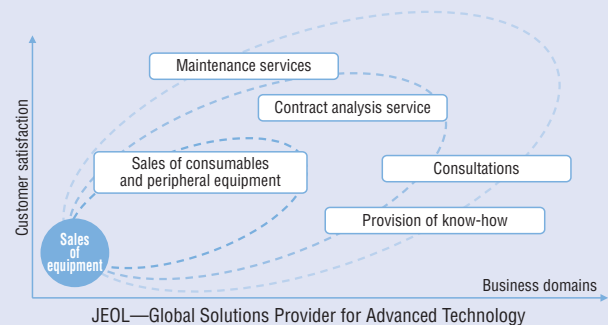 Customer satisfaction
Maintenance services
Contract analysis service
Sales of consumables
and peripheral equipment
Consultations
Provision of know-how
Sales
of
equipment
Business domains
JEOL—Global Solutions Provider for Advanced Technology